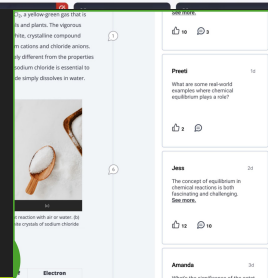 Cl₂, a yellow-green gas that is
ls and plants. The vigorous
hite, crystalline compound
m cations and chloride anions.
ely different from the properties
sodium chloride is essential to
de simply dissolves in water.
1
4
(b)
t reaction with air or water. (b)
ite crystals of sodium chloride
Electron
See more.
10
3
Preeti
1d
What are some real-world
examples where chemical
equilibrium plays a role?
2
Jess
2d
The concept of equilibrium in
chemical reactions is both
fascinating and challenging.
See more.
12
10
Amanda
3d